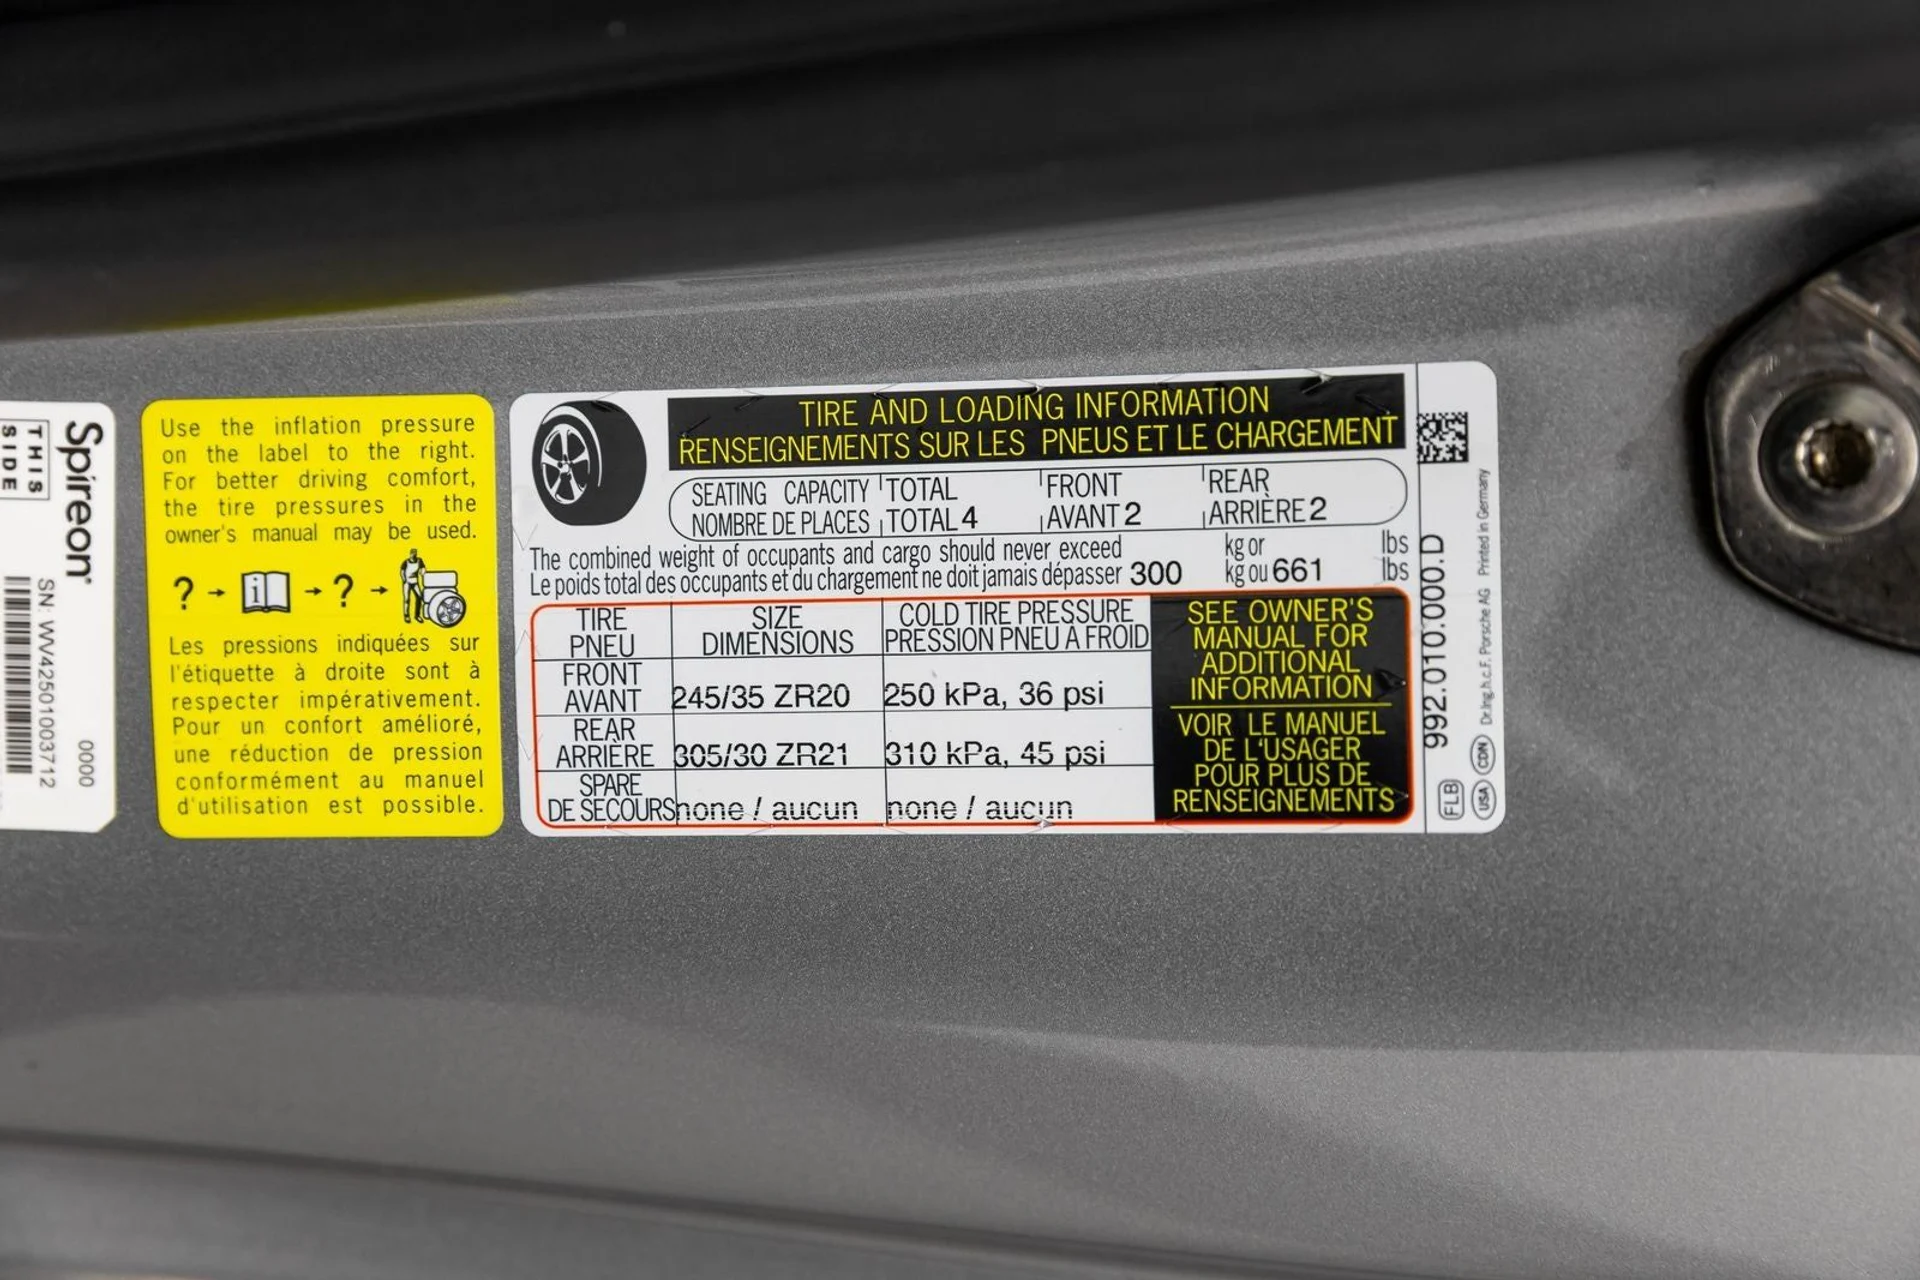 THIS
SIDE
Spireon
SN: WV42501003712
0000
Use the inflation pressure
on the label to the right.
For better driving comfort,
the tire pressures in the
owner's manual may be used.
? → i → ? →
Les pressions indiquées sur
l'étiquette à droite sont à
respecter impérativement.
Pour un confort amélioré,
une réduction de pression
conformément au manuel
d'utilisation est possible.
TIRE AND LOADING INFORMATION
RENSEIGNEMENTS SUR LES PNEUS ET LE CHARGEMENT
SEATING CAPACITY TOTAL FRONT REAR
NOMBRE DE PLACES TOTAL 4 AVANT 2 ARRIÈRE 2
The combined weight of occupants and cargo should never exceed kg or lbs
Le poids total des occupants et du chargement ne doit jamais dépasser 300 kg ou 661 lbs
TIRE SIZE COLD TIRE PRESSURE
PNEU DIMENSIONS PRESSION PNEU À FROID
FRONT
AVANT 245/35 ZR20 250 kPa, 36 psi
REAR
ARRIÈRE 305/30 ZR21 310 kPa, 45 psi
SPARE
DE SECOURS none / aucun none / aucun
SEE OWNER'S
MANUAL FOR
ADDITIONAL
INFORMATION
VOIR LE MANUEL
DE L'USAGER
POUR PLUS DE
RENSEIGNEMENTS
992.010.000.D
FLB
USA CDN Dr.Ing.h.c.F. Porsche AG Printed in Germany